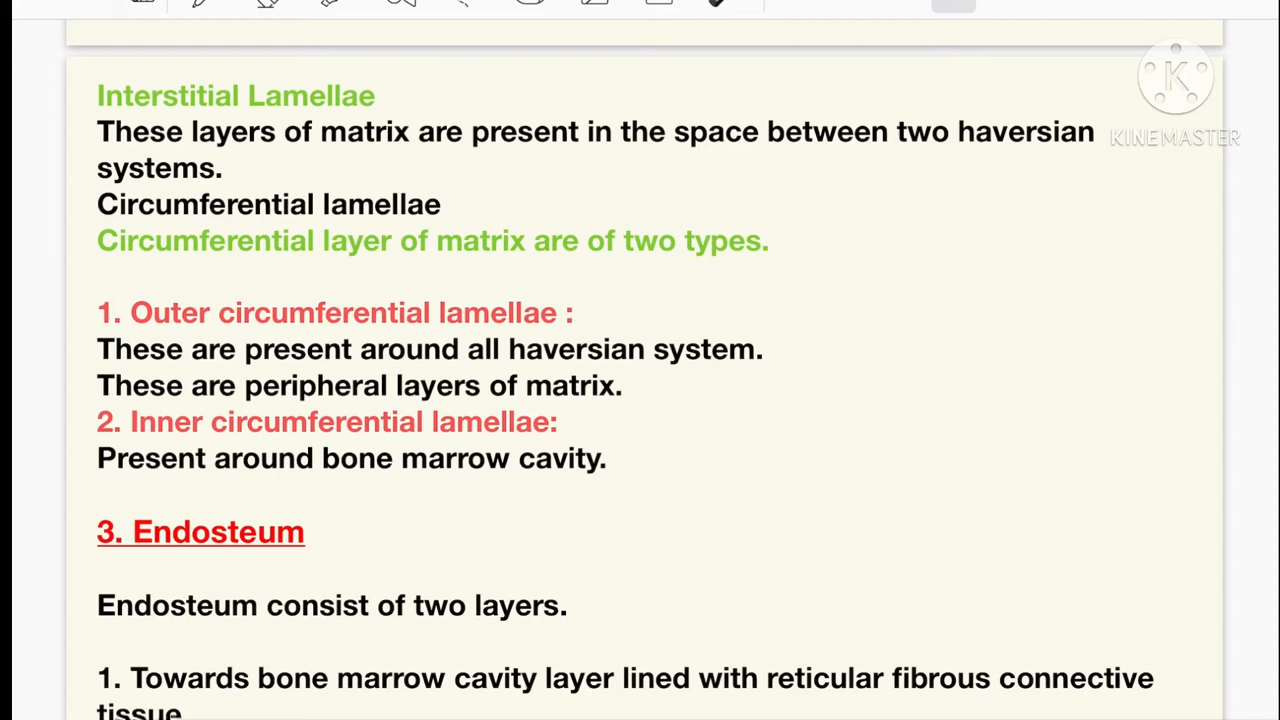 Interstitial Lamellae
These layers of matrix are present in the space between two haversian
systems.
Circumferential lamellae
Circumferential layer of matrix are of two types.
1. Outer circumferential lamellae :
These are present around all haversian system.
These are peripheral layers of matrix.
2. Inner circumferential lamellae:
Present around bone marrow cavity.
3. Endosteum
Endosteum consist of two layers.
1. Towards bone marrow cavity layer lined with reticular fibrous connective
tissue
K
KINEMASTER